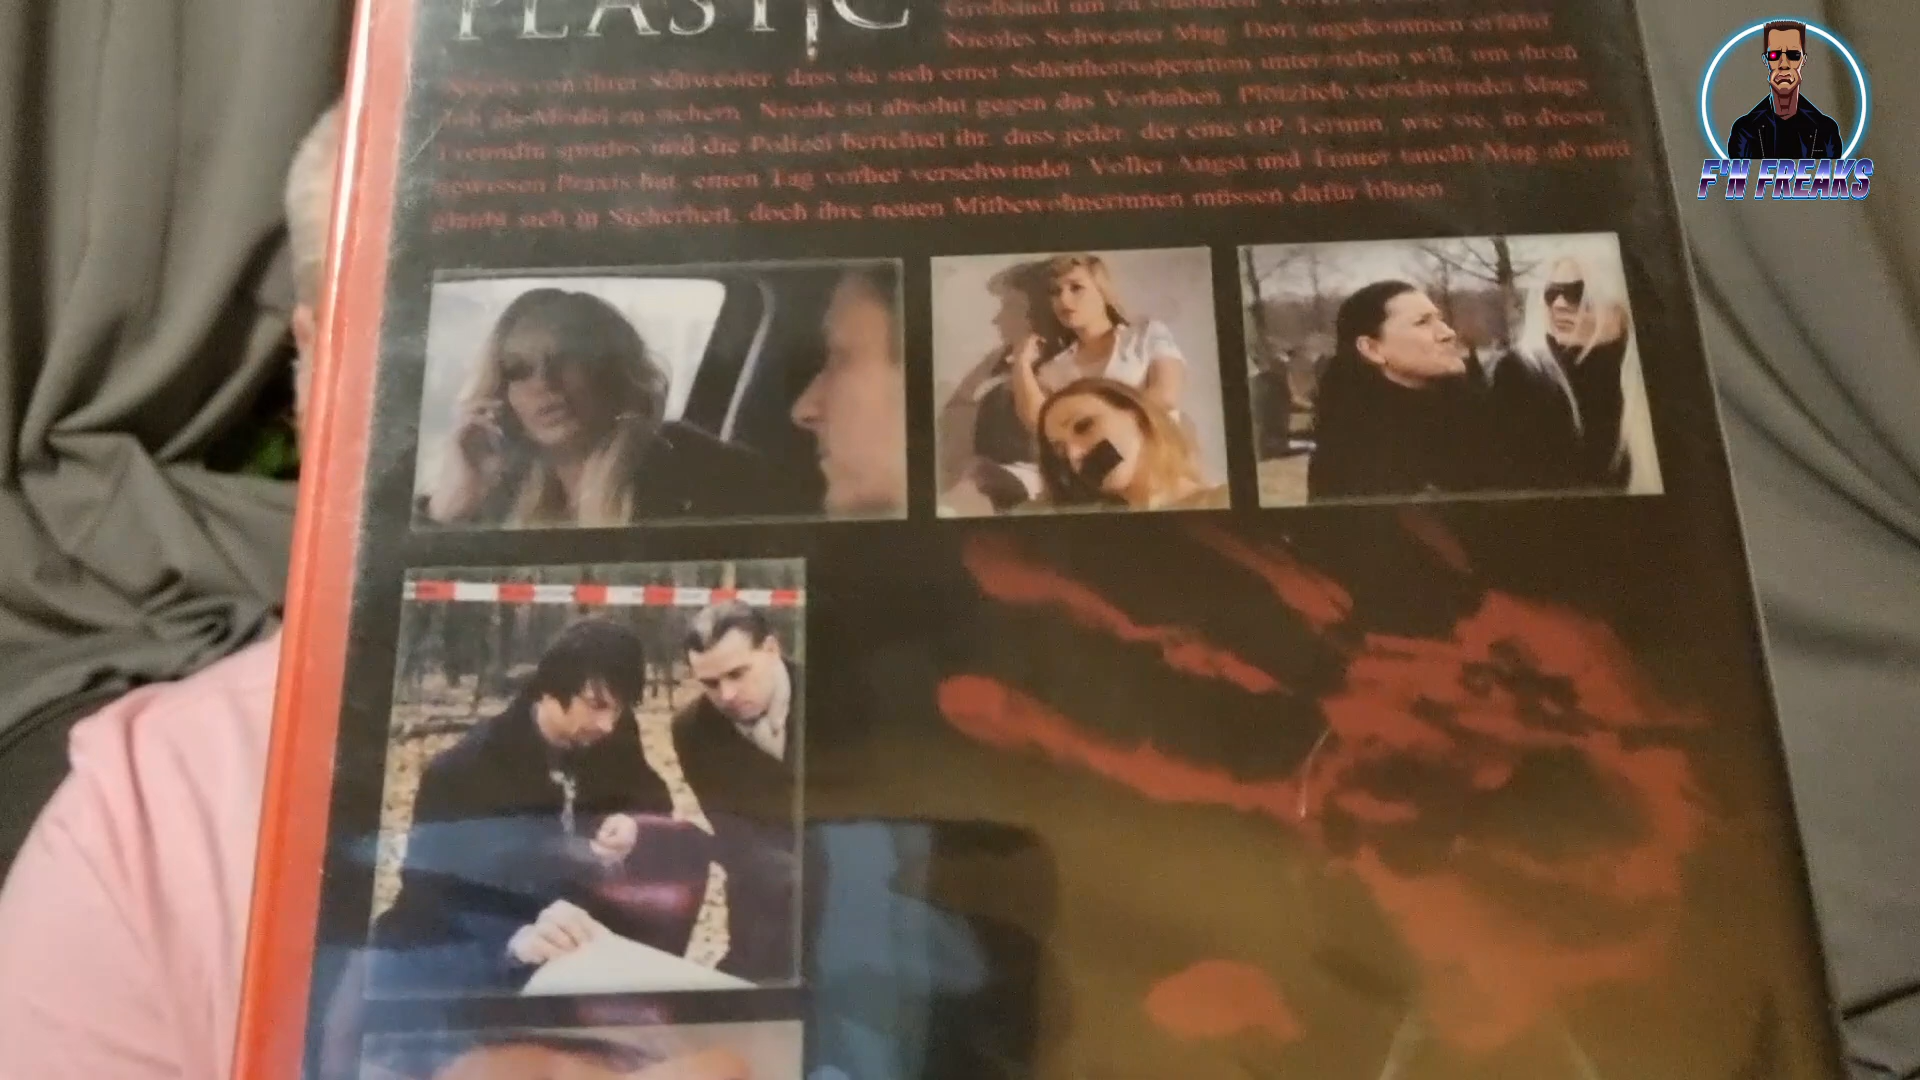 PLASTIC
Großstadt um zu
Nicoles Schwester Mag. Dort angekommen erfährt
Nicole von ihrer Schwester, dass sie sich einer Schönheitsoperation unterziehen will, um ihren
Job als Model zu sichern. Nicole ist absolut gegen das Vorhaben. Plötzlich verschwindet Mags
Freundin spurlos und die Polizei berichtet ihr, dass jeder, der eine OP Termin, wie sie, in dieser
gewissen Praxis hat, einen Tag vorher verschwindet. Voller Angst und Trauer taucht Mag ab und
glaubt sich in Sicherheit, doch ihre neuen Mitbewohnerinnen müssen dafür bluten
F'N FREAKS